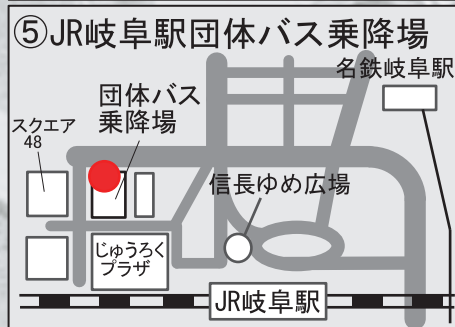 ⑤JR岐阜駅団体バス乗降場
名鉄岐阜駅
団体バス
乗降場
スクエア
48
信長ゆめ広場
じゅうろく
プラザ
JR岐阜駅